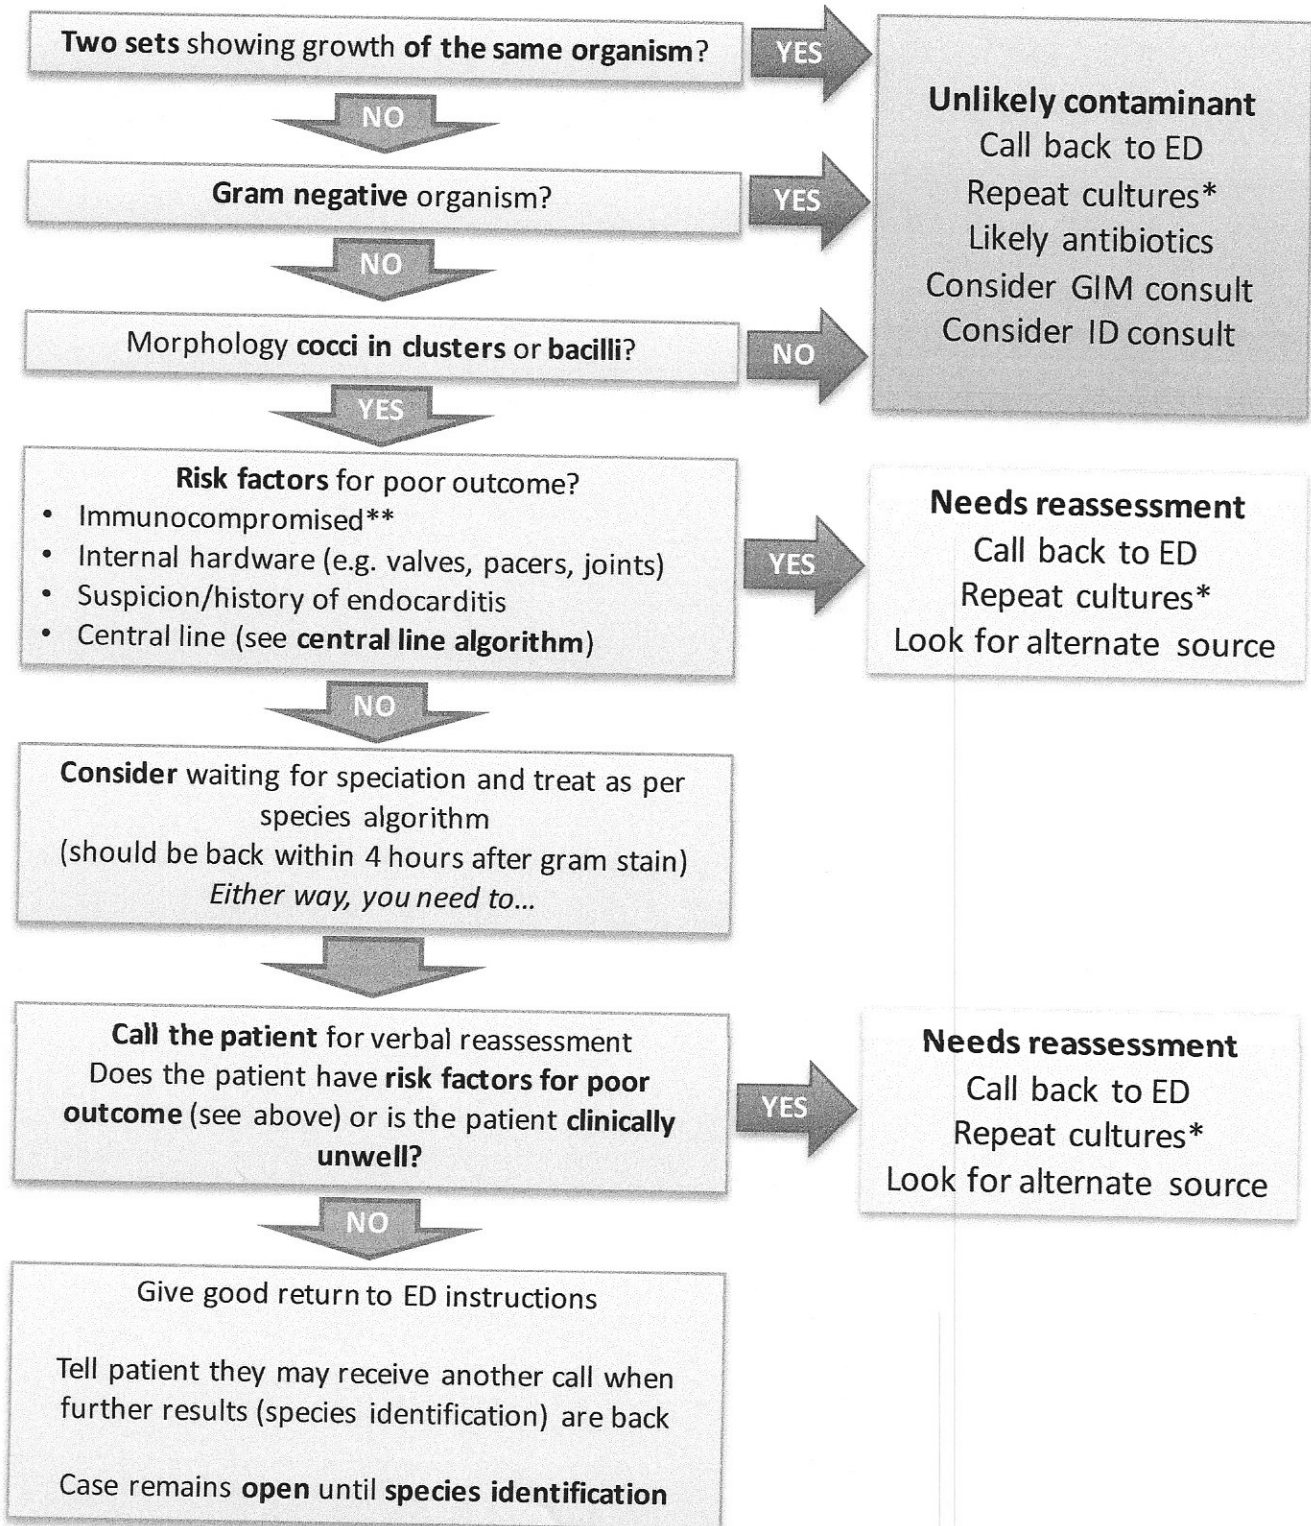 Two sets showing growth of the same organism?
YES
NO
Unlikely contaminant
Call back to ED
Repeat cultures*
Likely antibiotics
Consider GIM consult
Consider ID consult
Gram negative organism?
YES
NO
Morphology cocci in clusters or bacilli?
NO
YES
Risk factors for poor outcome?
• Immunocompromised**
• Internal hardware (e.g. valves, pacers, joints)
• Suspicion/history of endocarditis
• Central line (see central line algorithm)
YES
Needs reassessment
Call back to ED
Repeat cultures*
Look for alternate source
NO
Consider waiting for speciation and treat as per
species algorithm
(should be back within 4 hours after gram stain)
Either way, you need to...
Call the patient for verbal reassessment
Does the patient have risk factors for poor
outcome (see above) or is the patient clinically
unwell?
YES
Needs reassessment
Call back to ED
Repeat cultures*
Look for alternate source
NO
Give good return to ED instructions
Tell patient they may receive another call when
further results (species identification) are back
Case remains open until species identification